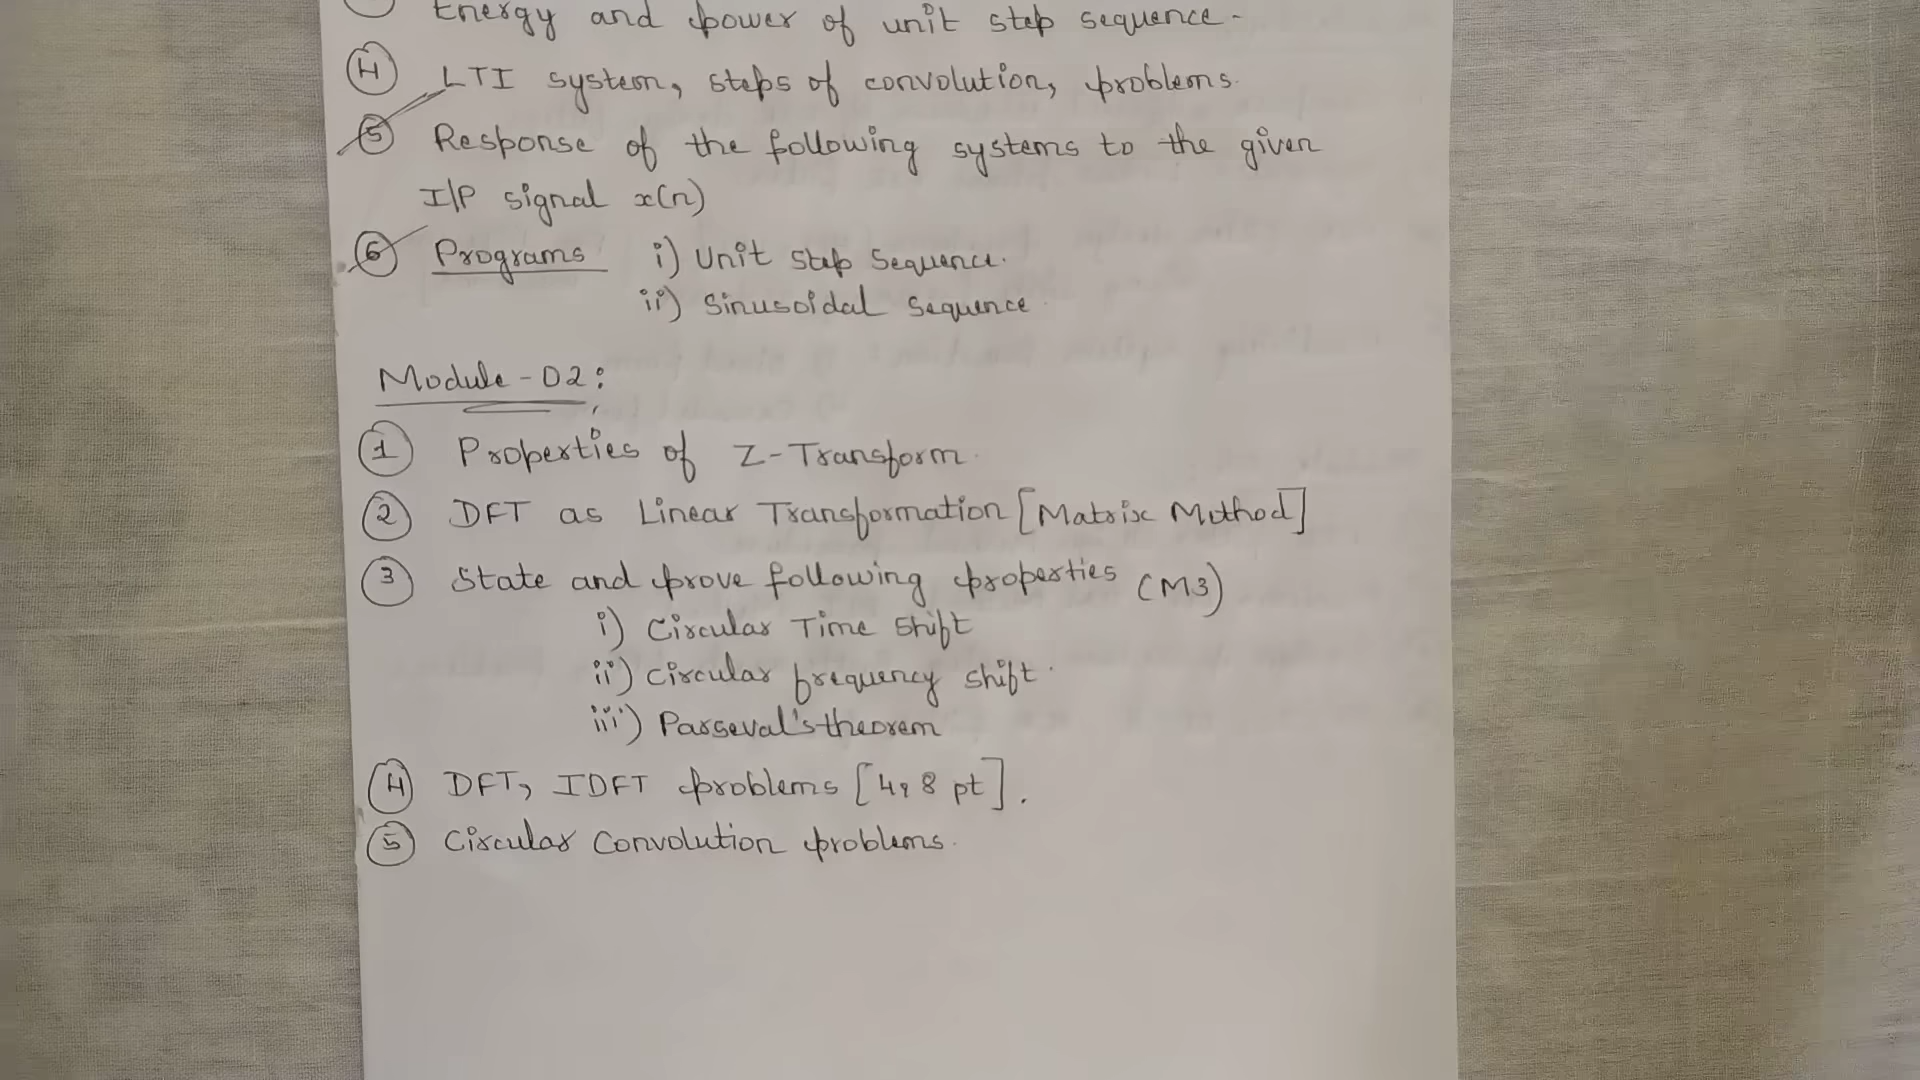 Energy and power of unit step sequence -
4 LTI system, steps of convolution, problems.
5 Response of the following systems to the given
I/P signal x(n)
6 Programs i) Unit step sequence.
ii) Sinusoidal sequence.
Module-02:
1 Properties of Z-Transform.
2 DFT as Linear Transformation [Matrix Method]
3 State and prove following properties (M3)
i) Circular Time shift
ii) Circular frequency shift.
iii) Parseval's theorem
4 DFT, IDFT problems [4, 8 pt].
5 Circular Convolution problems.